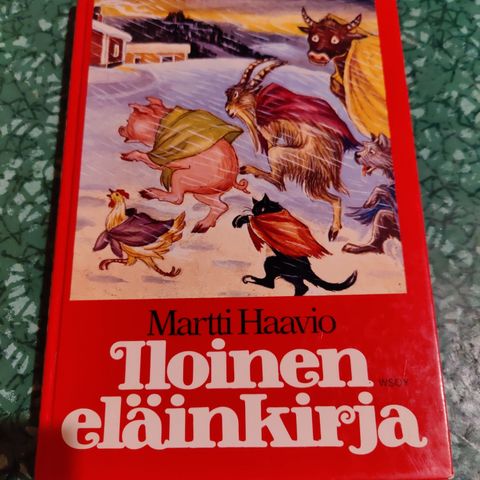 Martti Haavio
Iloinen
WSOY
eläinkirja